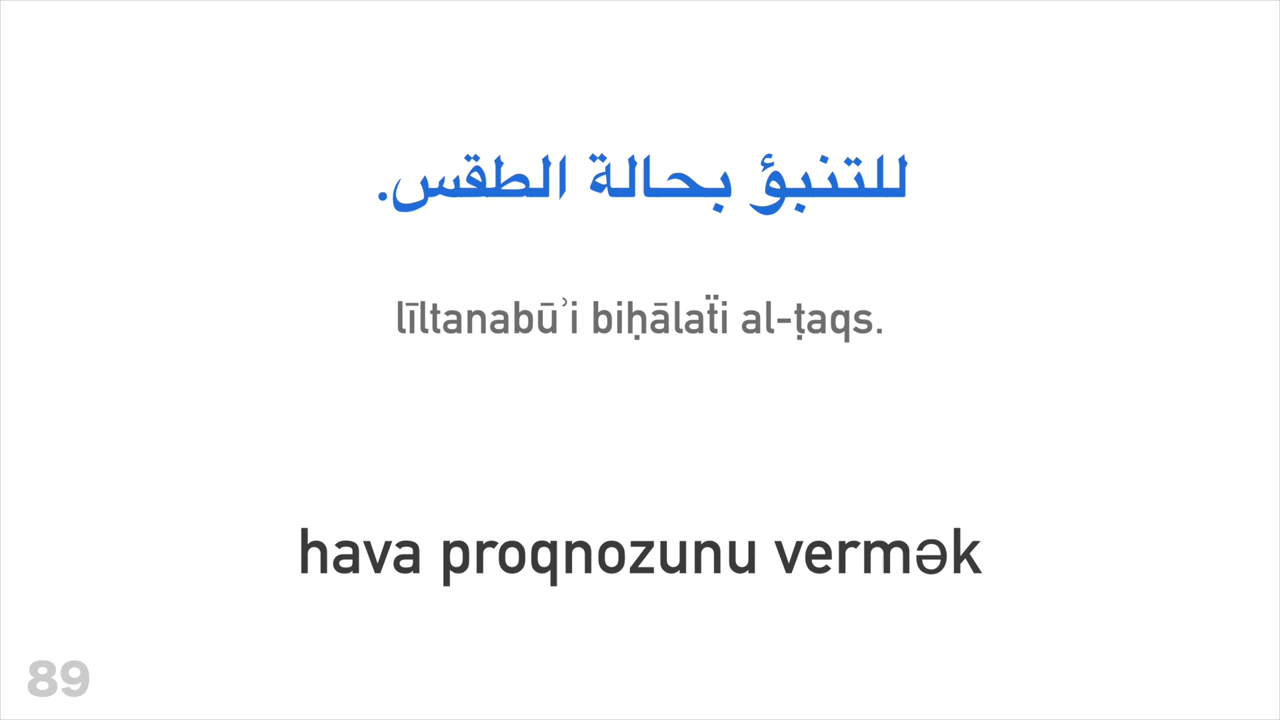 للتنبؤ بحالة الطقس.
līltanabūʾi biḥālaẗi al-ṭaqs.
hava proqnozunu vermək
89